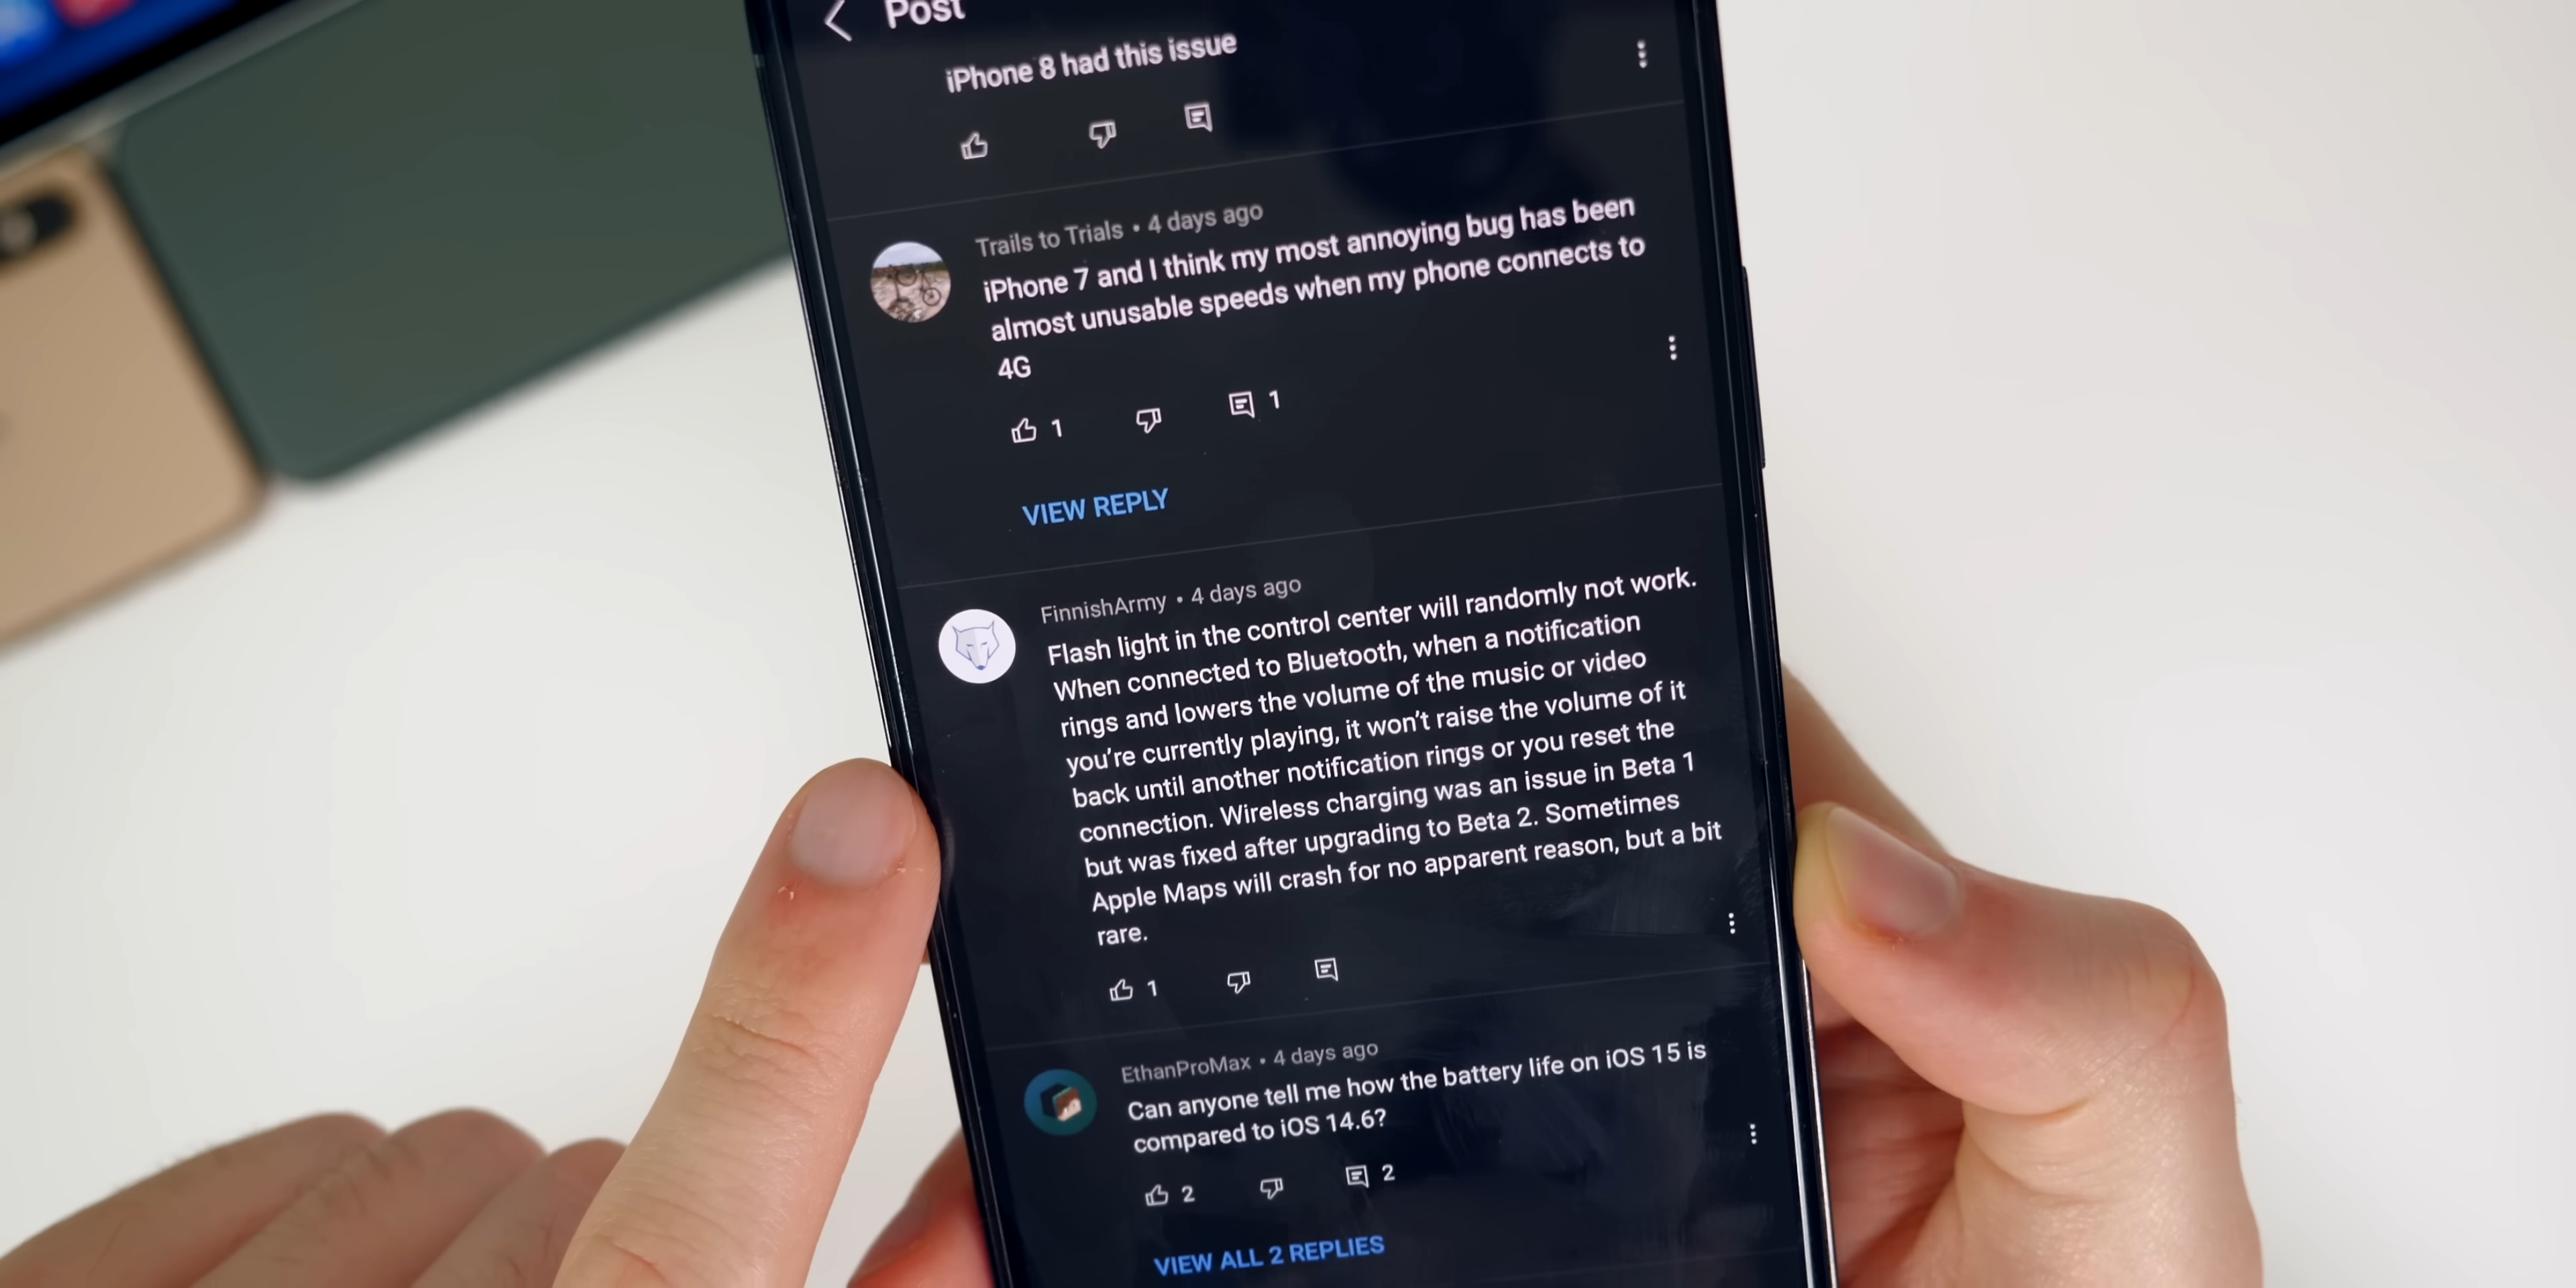 Post
iPhone 8 had this issue
Trails to Trials • 4 days ago
iPhone 7 and I think my most annoying bug has been
almost unusable speeds when my phone connects to
4G
1
1
VIEW REPLY
FinnishArmy • 4 days ago
Flash light in the control center will randomly not work.
When connected to Bluetooth, when a notification
rings and lowers the volume of the music or video
you're currently playing, it won't raise the volume of it
back until another notification rings or you reset the
connection. Wireless charging was an issue in Beta 1
but was fixed after upgrading to Beta 2. Sometimes
Apple Maps will crash for no apparent reason, but a bit
rare.
1
EthanProMax • 4 days ago
Can anyone tell me how the battery life on iOS 15 is
compared to iOS 14.6?
2
2
VIEW ALL 2 REPLIES